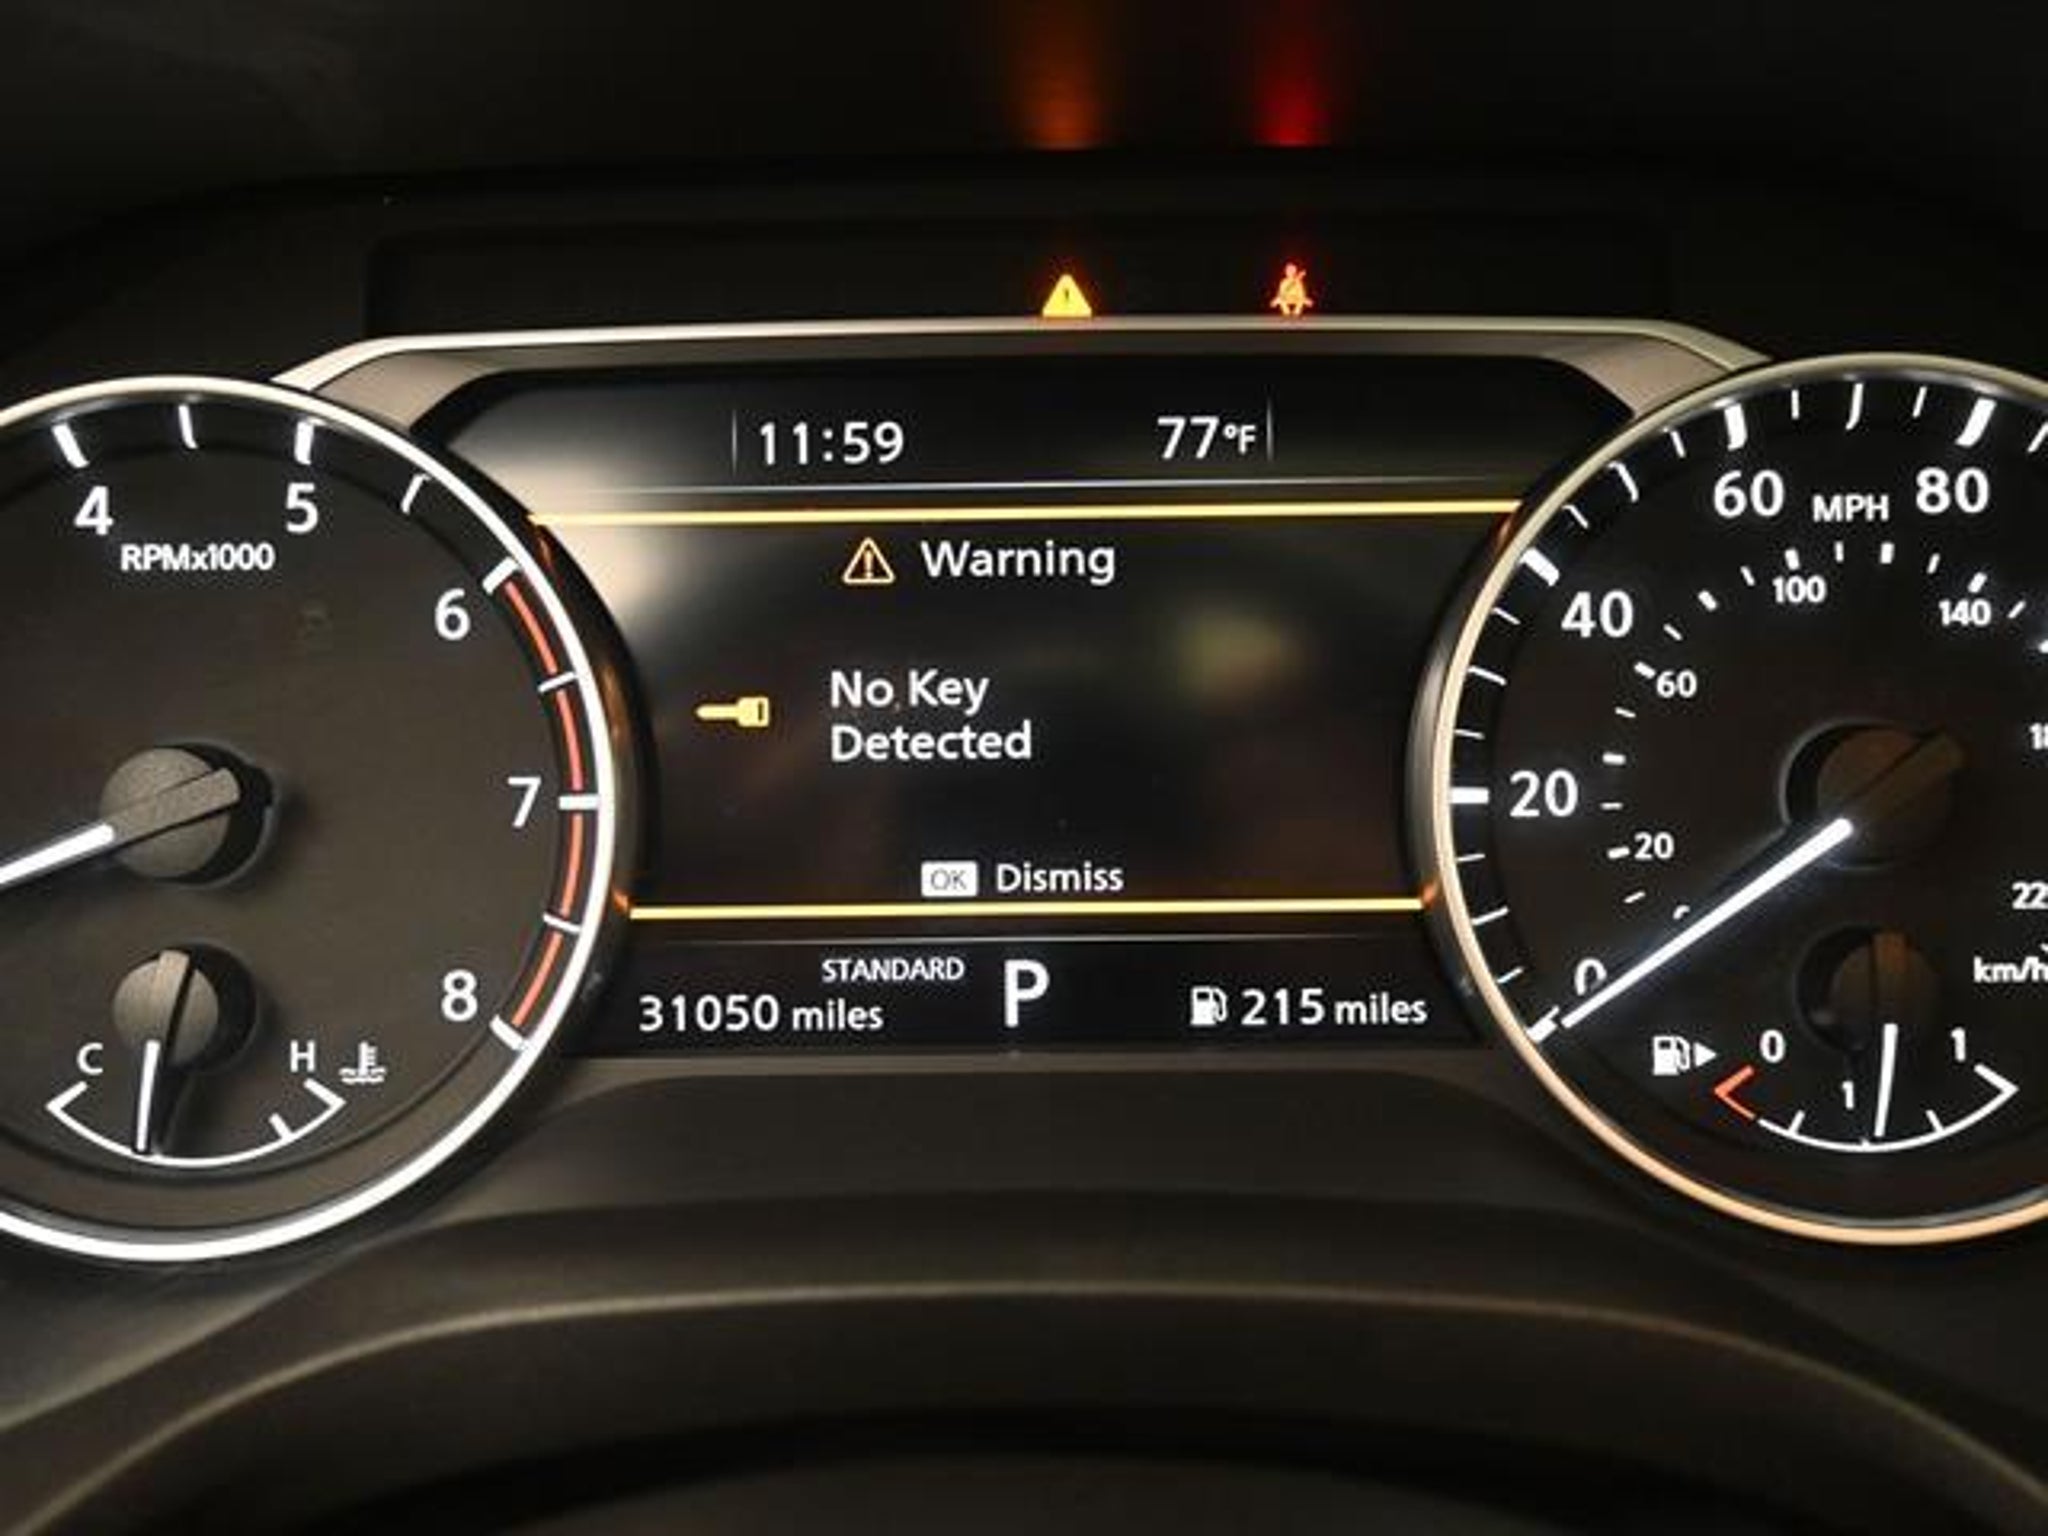 11:59
77°F
Warning
No Key
Detected
OK Dismiss
STANDARD
31050 miles
P
215 miles
4
5
RPMx1000
6
7
8
C
H
60 MPH 80
40
20
0
100
140
60
20
km/h
0
1
1